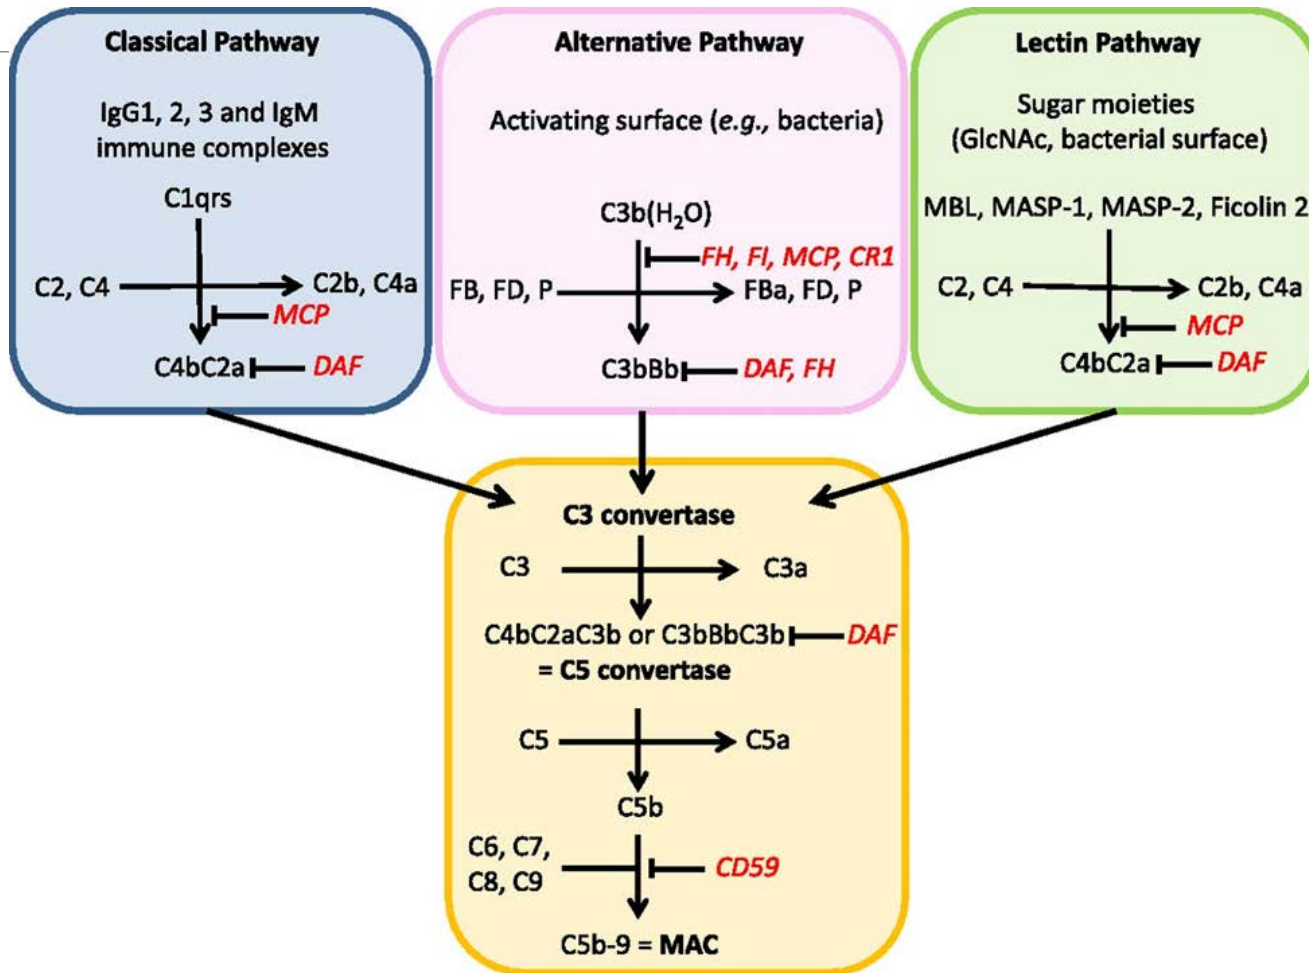 Classical Pathway
IgG1, 2, 3 and IgM
immune complexes
C1qrs
C2, C4
C2b, C4a
MCP
C4bC2a
DAF
Alternative Pathway
Activating surface (e.g., bacteria)
C3b(H₂O)
FH, FI, MCP, CR1
FB, FD, P
FBa, FD, P
C3bBb
DAF, FH
Lectin Pathway
Sugar moieties
(GlcNAc, bacterial surface)
MBL, MASP-1, MASP-2, Ficolin 2
C2, C4
C2b, C4a
MCP
C4bC2a
DAF
C3 convertase
C3
C3a
C4bC2aC3b or C3bBbC3b
DAF
= C5 convertase
C5
C5a
C5b
C6, C7,
C8, C9
CD59
C5b-9 = MAC